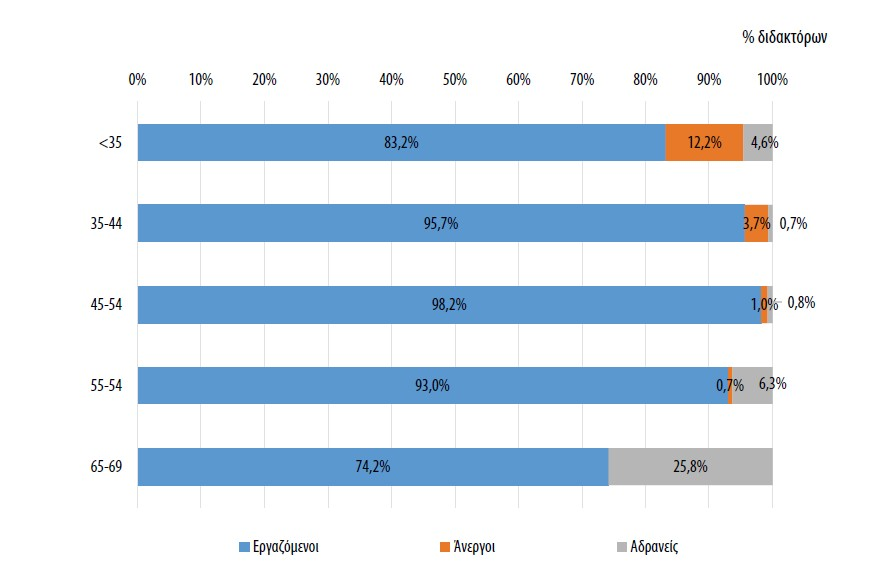 % διδακτόρων
0% 10% 20% 30% 40% 50% 60% 70% 80% 90% 100%
<35 83,2% 12,2% 4,6%
35-44 95,7% 3,7% 0,7%
45-54 98,2% 1,0% 0,8%
55-54 93,0% 0,7% 6,3%
65-69 74,2% 25,8%
Εργαζόμενοι Άνεργοι Αδρανείς